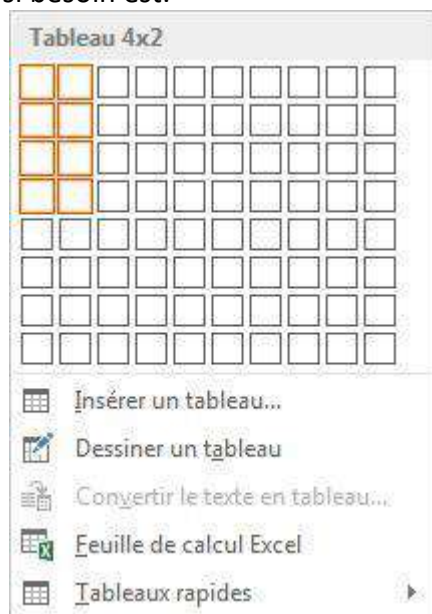 si besoin est.
Tableau 4x2
Insérer un tableau...
Dessiner un tableau
Convertir le texte en tableau...
Feuille de calcul Excel
Tableaux rapides